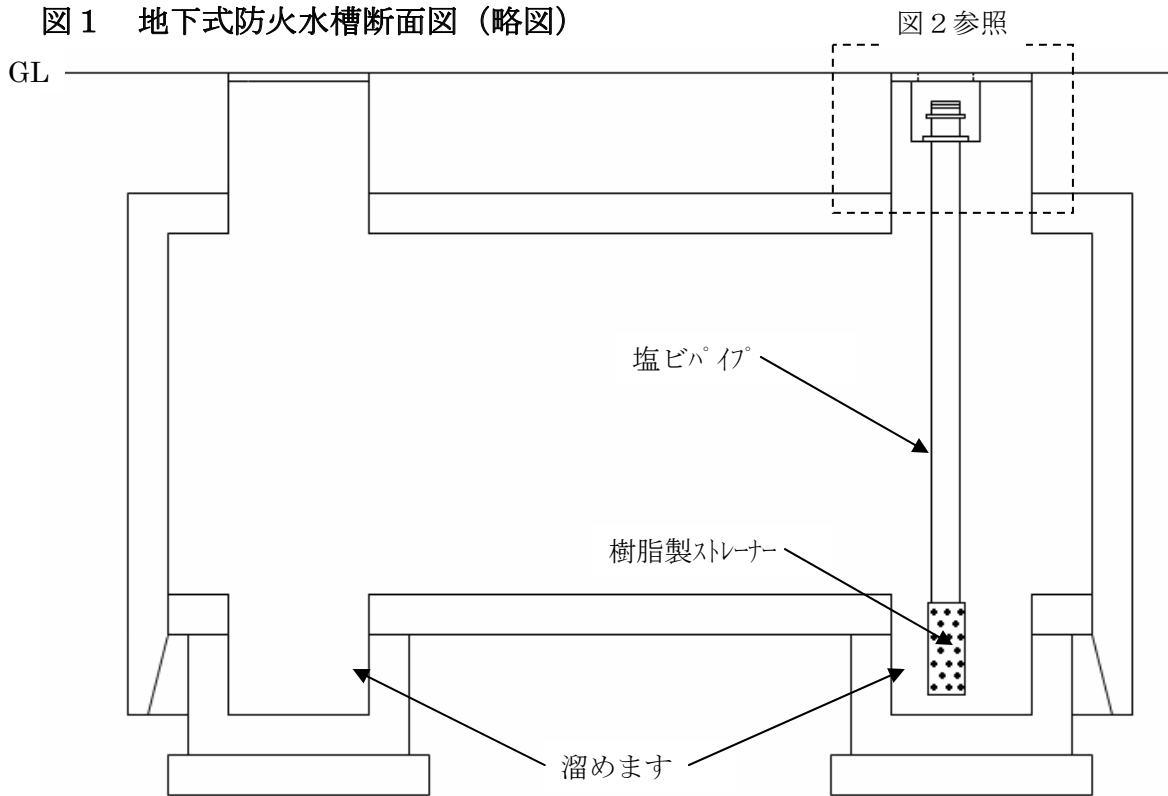 図１　地下式防火水槽断面図（略図）
図２参照
GL
塩ビﾊﾟｲﾌﾟ
樹脂製ｽﾄﾚｰﾅｰ
溜めます